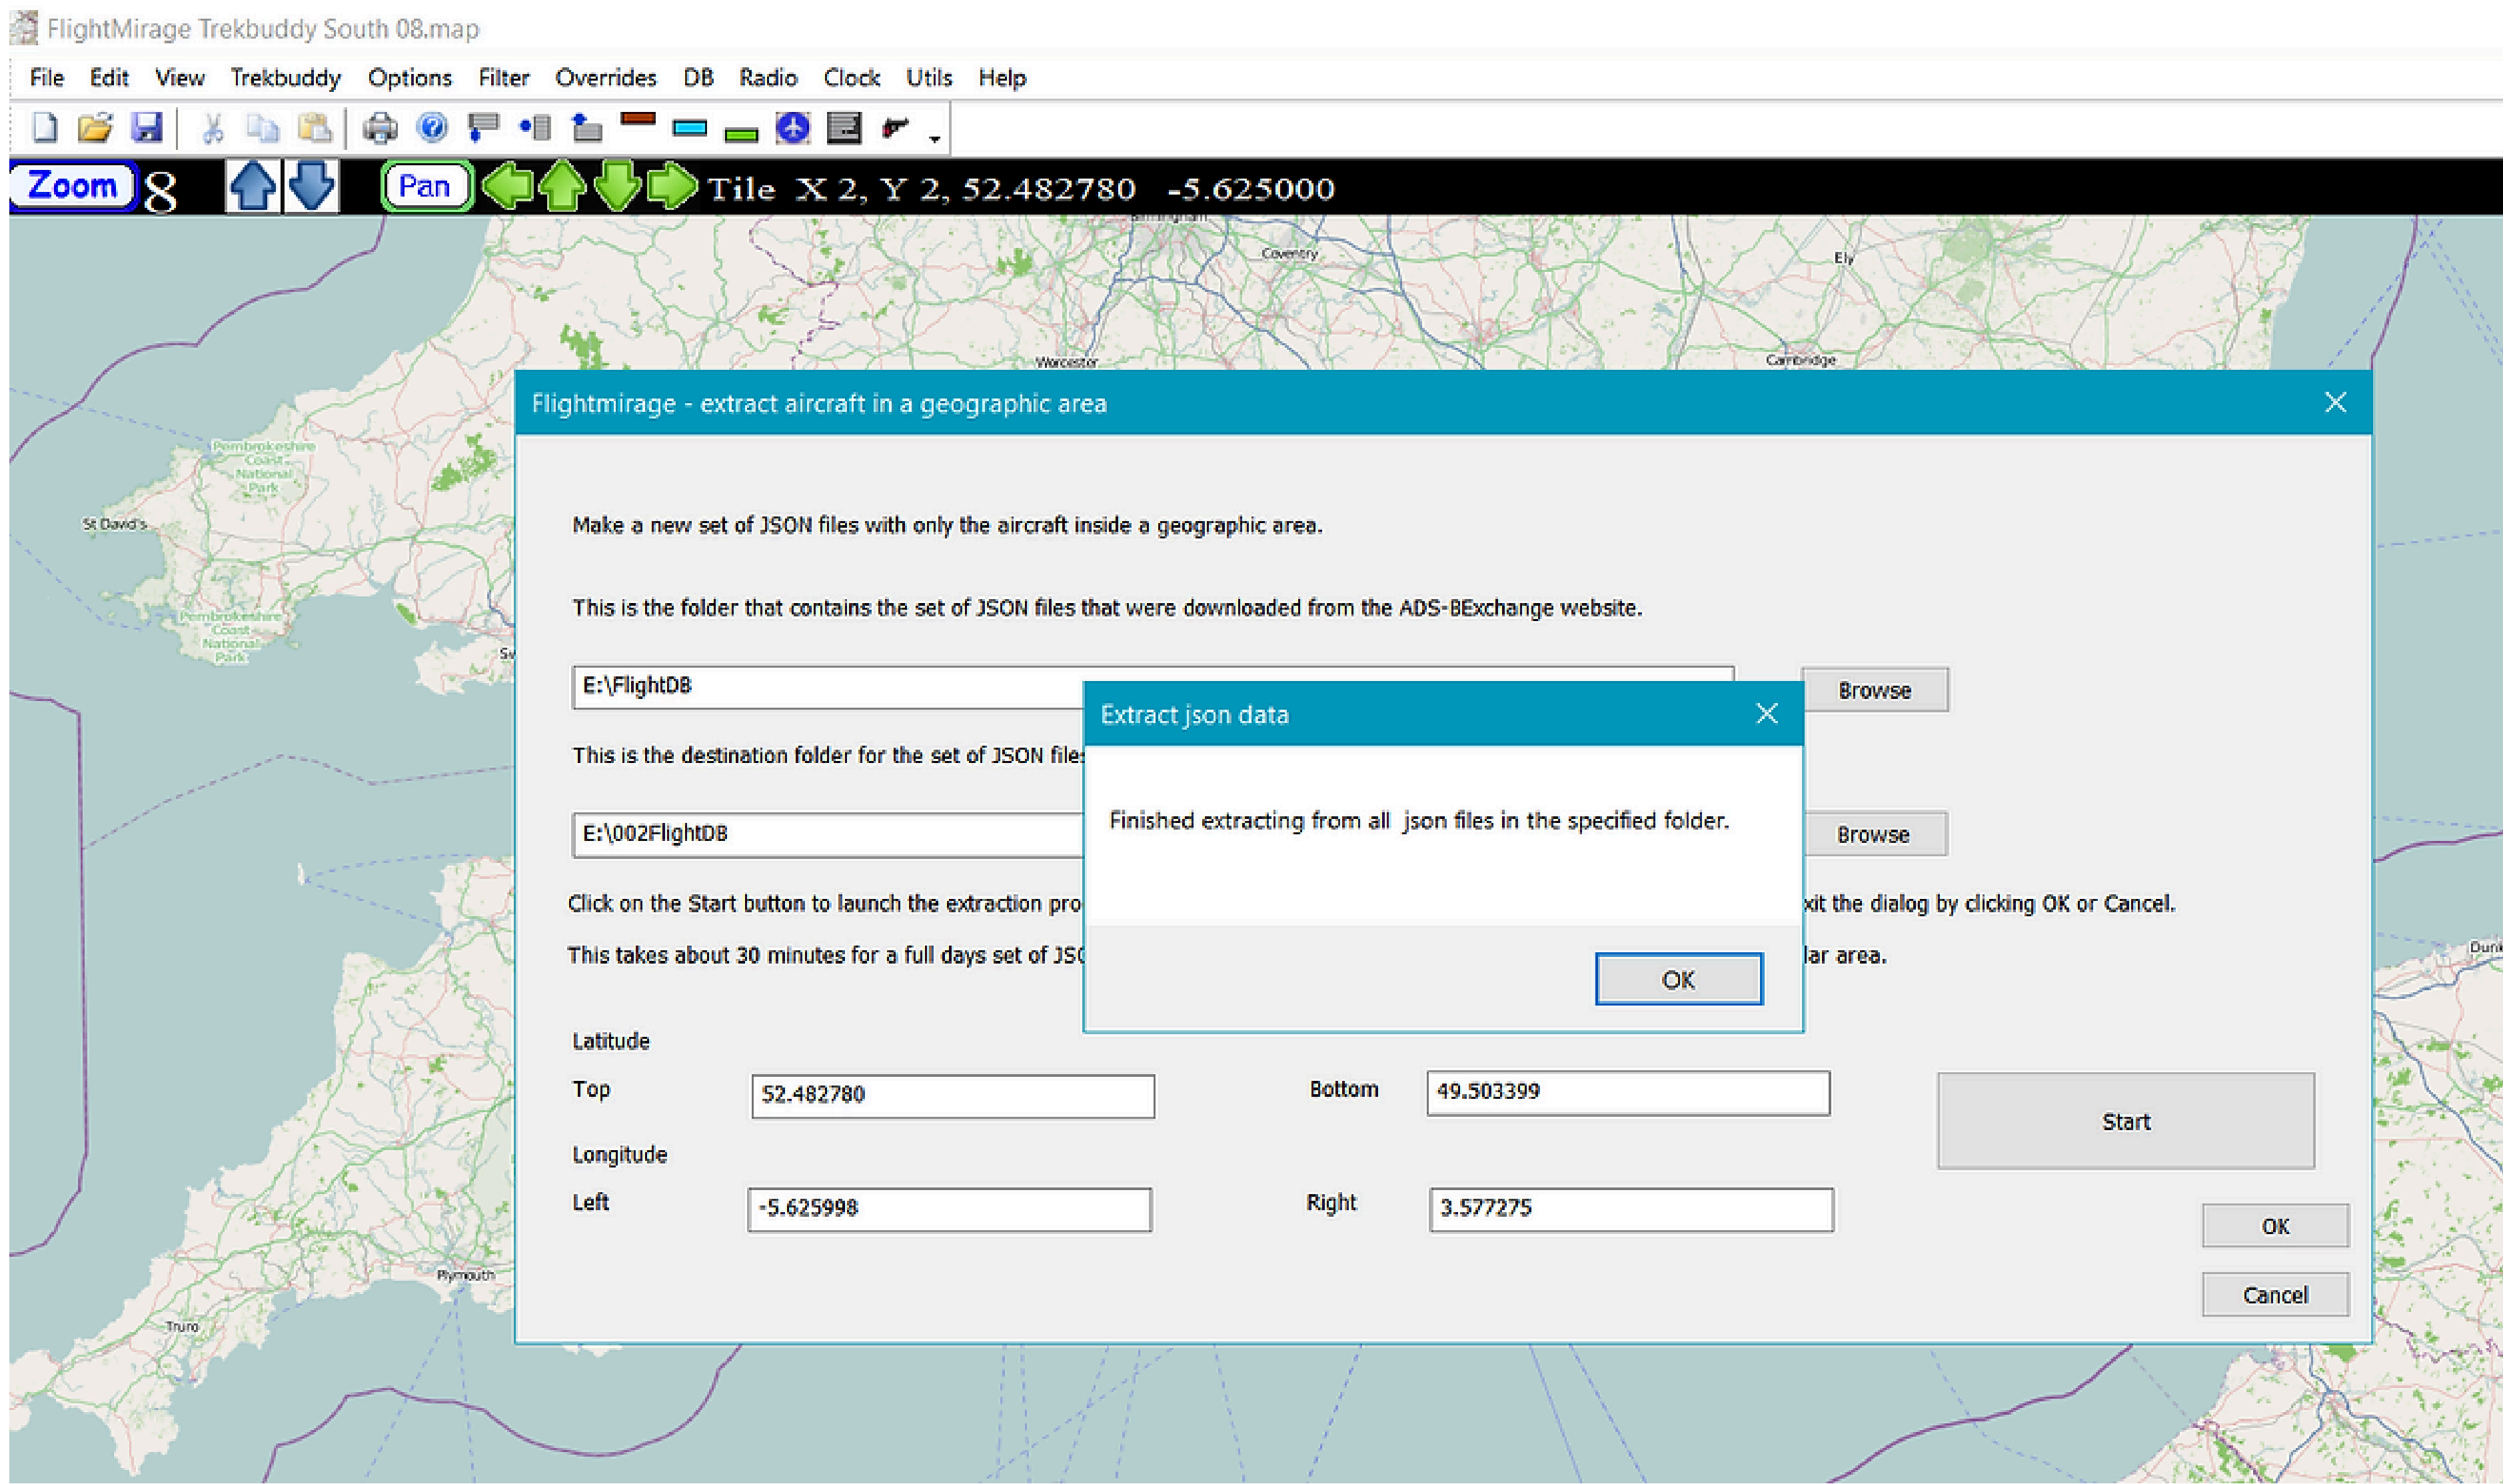 FlightMirage Trekbuddy South 08.map
File Edit View Trekbuddy Options Filter Overrides DB Radio Clock Utils Help
Zoom 8 Pan Tile X 2, Y 2, 52.482780 -5.625000
Birmingham
Coventry
Ely
Worcester
Cambridge
Flightmirage - extract aircraft in a geographic area
Pembrokeshire
Coast
National
Park
St David's
Make a new set of JSON files with only the aircraft inside a geographic area.
This is the folder that contains the set of JSON files that were downloaded from the ADS-BExchange website.
Pembrokeshire
Coast
National
Park
Sw
E:\FlightDB
Browse
Extract json data
This is the destination folder for the set of JSON files
Finished extracting from all json files in the specified folder.
E:\002FlightDB
Browse
Click on the Start button to launch the extraction pro
xit the dialog by clicking OK or Cancel.
This takes about 30 minutes for a full days set of JSO
lar area.
Dunk
OK
Latitude
Top 52.482780 Bottom 49.503399
Start
Longitude
Left -5.625998 Right 3.577275
OK
Cancel
Plymouth
Truro